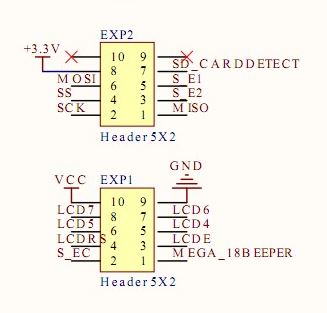 EXP2
+3.3V
10 9
8 7 SD_CARDDETECT
MOSI 6 5 S_E1
SS 4 3 S_E2
SCK 2 1 MISO
Header 5X2
GND
VCC EXP1
10 9
LCD7 8 7 LCD6
LCD5 6 5 LCD4
LCDRS 4 3 LCDE
S_EC 2 1 MEGA_18BEEPER
Header 5X2